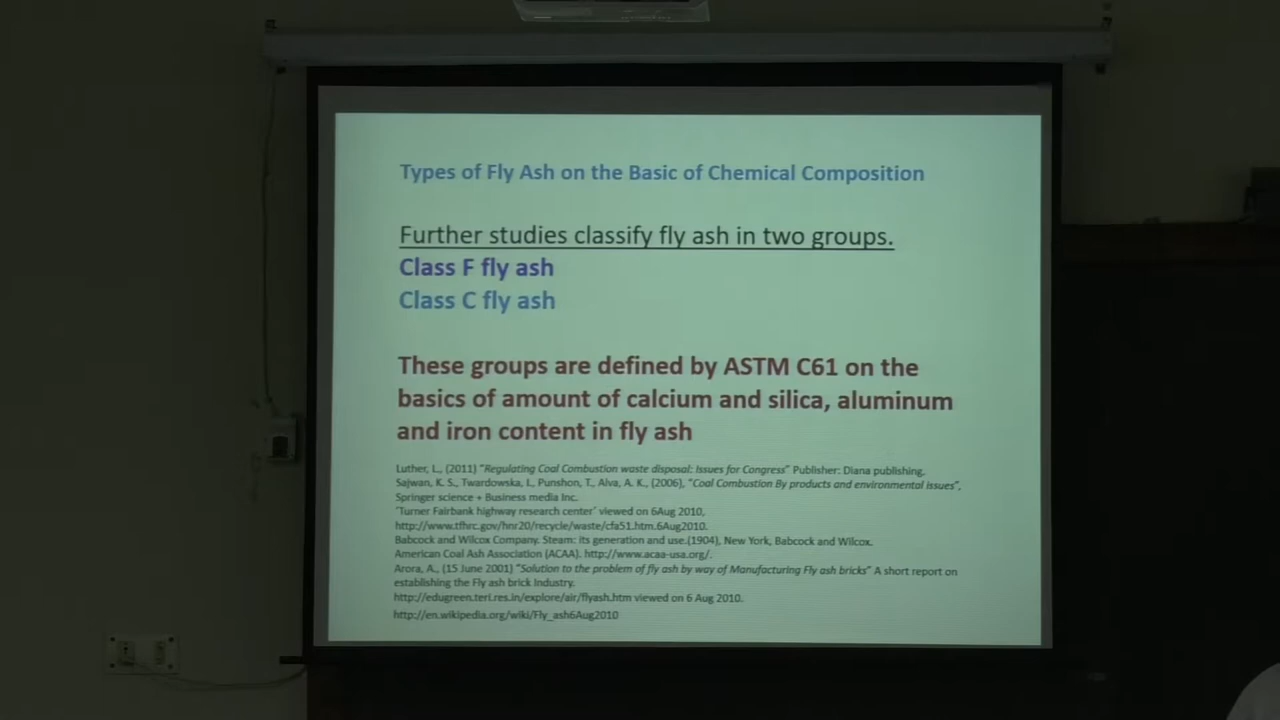 Types of Fly Ash on the Basic of Chemical Composition
Further studies classify fly ash in two groups.
Class F fly ash
Class C fly ash
These groups are defined by ASTM C61 on the
basics of amount of calcium and silica, aluminum
and iron content in fly ash
Luther, L., (2011) "Regulating Coal Combustion waste disposal: Issues for Congress" Publisher: Diana publishing.
Sajwan, K. S., Twardowska, I., Punshon, T., Alva, A. K., (2006), "Coal Combustion By products and environmental issues",
Springer science + Business media Inc.
'Turner Fairbank highway research center' viewed on 6Aug 2010,
http://www.tfhrc.gov/hnr20/recycle/waste/cfa51.htm.6Aug2010.
Babcock and Wilcox Company. Steam: its generation and use.(1904), New York, Babcock and Wilcox.
American Coal Ash Association (ACAA). http://www.acaa-usa.org/.
Arora, A., (15 June 2001) "Solution to the problem of fly ash by way of Manufacturing Fly ash bricks" A short report on
establishing the Fly ash brick Industry.
http://edugreen.teri.res.in/explore/air/flyash.htm viewed on 6 Aug 2010.
http://en.wikipedia.org/wiki/Fly_ash6Aug2010